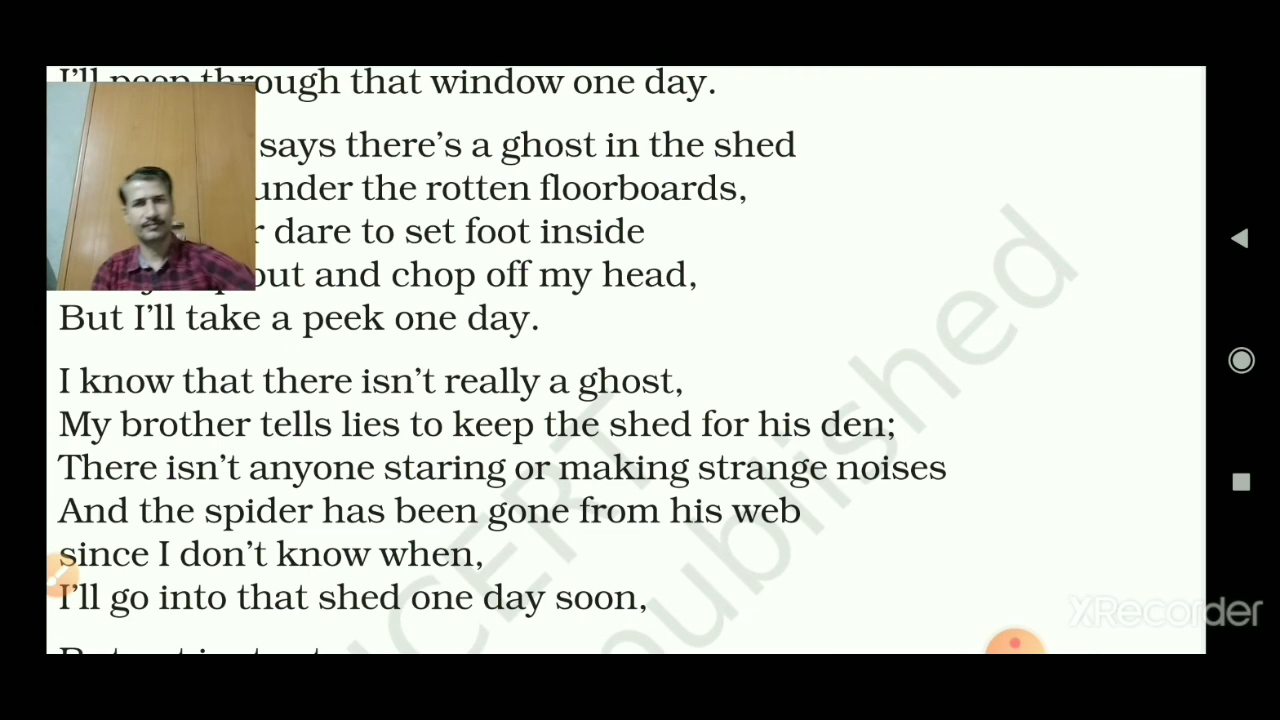 I'll peep through that window one day.
says there's a ghost in the shed
under the rotten floorboards,
dare to set foot inside
out and chop off my head,
But I'll take a peek one day.
I know that there isn't really a ghost,
My brother tells lies to keep the shed for his den;
There isn't anyone staring or making strange noises
And the spider has been gone from his web
since I don't know when,
I'll go into that shed one day soon,
NCERT
published
XRecorder